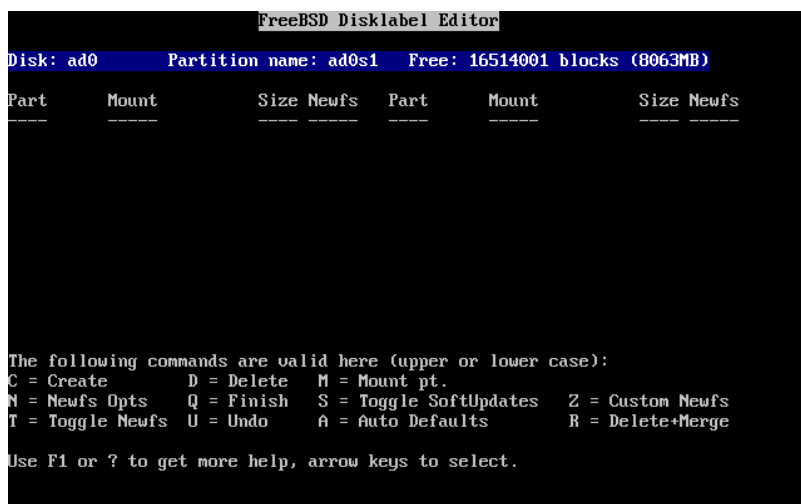 FreeBSD Disklabel Editor
Disk: ad0 Partition name: ad0s1 Free: 16514001 blocks (8063MB)
Part Mount Size Newfs Part Mount Size Newfs
---- ----- ---- ----- ---- ----- ---- -----
The following commands are valid here (upper or lower case):
C = Create D = Delete M = Mount pt.
N = Newfs Opts Q = Finish S = Toggle SoftUpdates Z = Custom Newfs
T = Toggle Newfs U = Undo A = Auto Defaults R = Delete+Merge
Use F1 or ? to get more help, arrow keys to select.